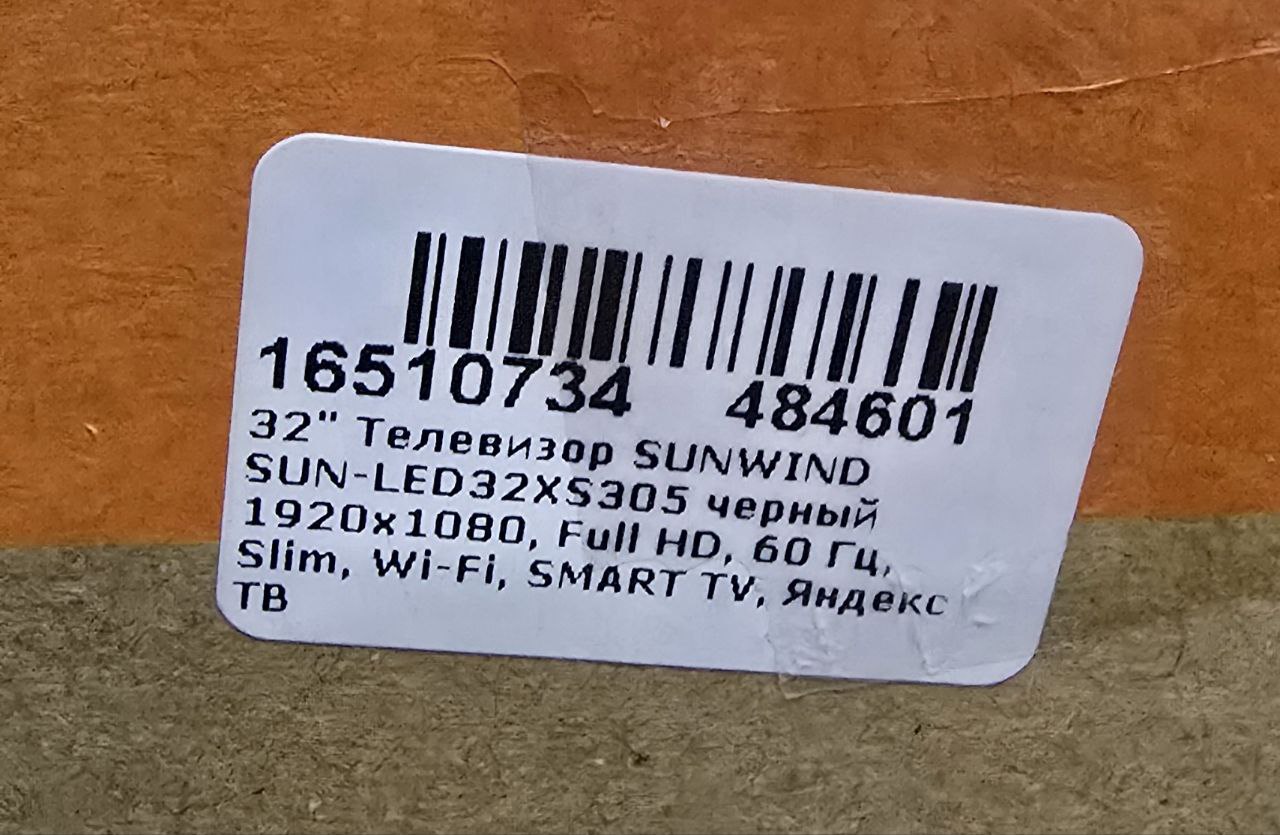 16510734 484601
32" Телевизор SUNWIND
SUN-LED32XS305 черный
1920x1080, Full HD, 60 Гц,
Slim, Wi-Fi, SMART TV, Яндекс
ТВ